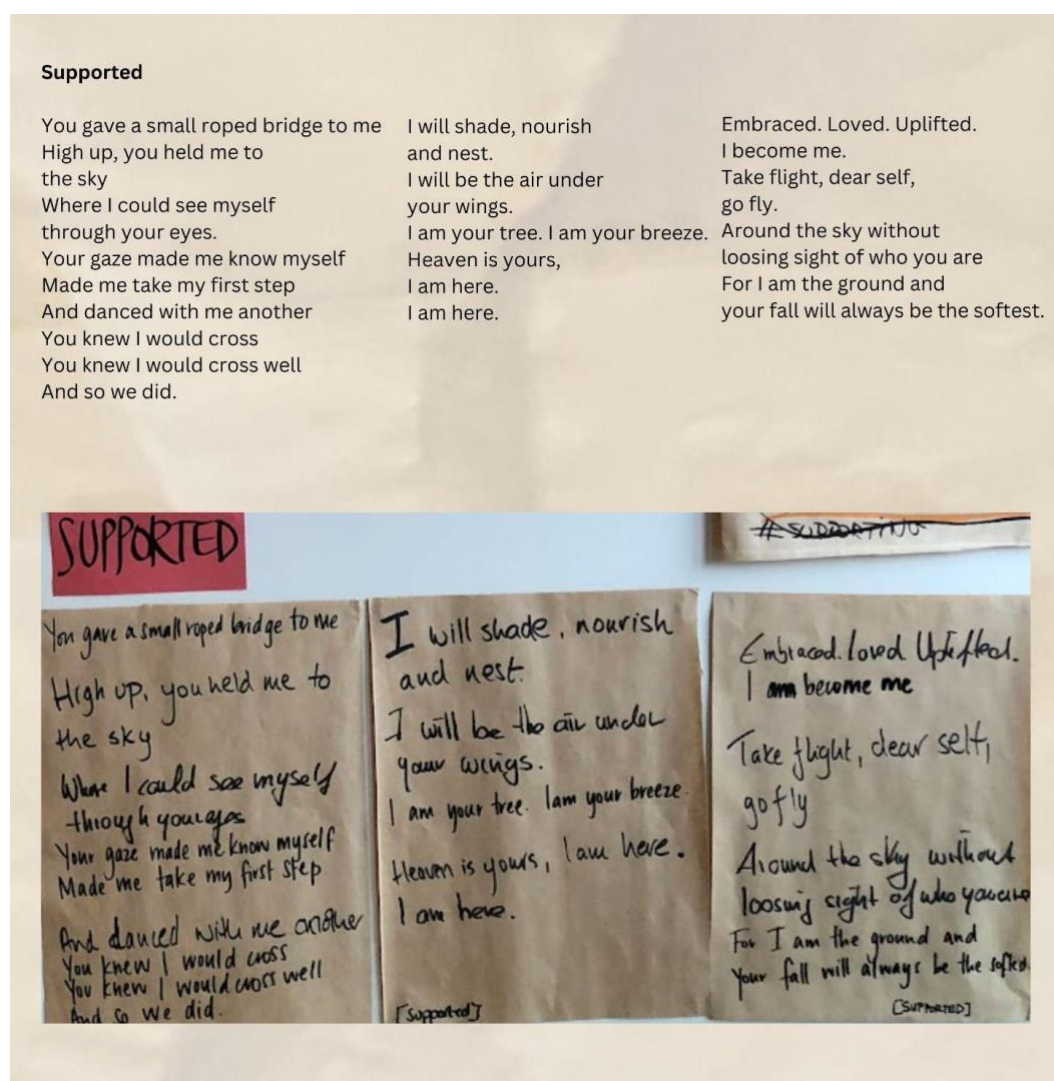 Supported
You gave a small roped bridge to me
High up, you held me to
the sky
Where I could see myself
through your eyes.
Your gaze made me know myself
Made me take my first step
And danced with me another
You knew I would cross
You knew I would cross well
And so we did.
I will shade, nourish
and nest.
I will be the air under
your wings.
I am your tree. I am your breeze.
Heaven is yours,
I am here.
I am here.
Embraced. Loved. Uplifted.
I become me.
Take flight, dear self,
go fly.
Around the sky without
loosing sight of who you are
For I am the ground and
your fall will always be the softest.
SUPPORTED
You gave a small roped bridge to me
High up, you held me to
the sky
Where I could see myself
through your eyes
Your gaze made me know myself
Made me take my first step
And danced with me another
You knew I would cross
You knew I would cross well
And so we did.
I will shade, nourish
and nest.
I will be the air under
your wings.
I am your tree. I am your breeze.
Heaven is yours, I am here.
I am here.
[Supported]
# SUPPORTING
Embraced. Loved Uplifted.
I am become me
Take flight, dear self,
go fly
Around the sky without
loosing sight of who you are
For I am the ground and
Your fall will always be the
[SUPPORTED]